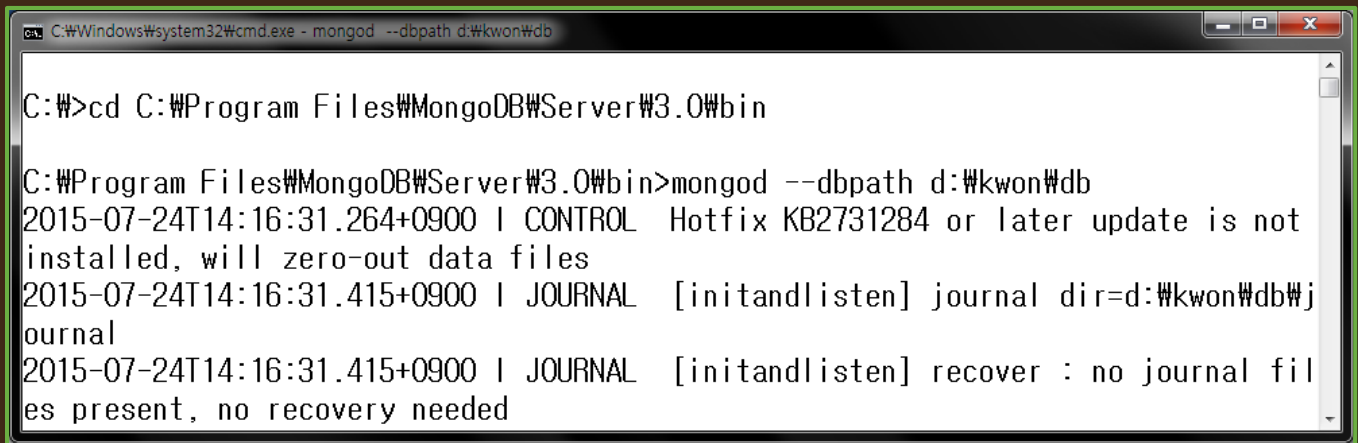 C:₩Windows₩system32₩cmd.exe - mongod  --dbpath d:₩kwon₩db
C:₩>cd C:₩Program Files₩MongoDB₩Server₩3.0₩bin
C:₩Program Files₩MongoDB₩Server₩3.0₩bin>mongod --dbpath d:₩kwon₩db
2015-07-24T14:16:31.264+0900 I CONTROL  Hotfix KB2731284 or later update is not
installed, will zero-out data files
2015-07-24T14:16:31.415+0900 I JOURNAL  [initandlisten] journal dir=d:₩kwon₩db₩j
ournal
2015-07-24T14:16:31.415+0900 I JOURNAL  [initandlisten] recover : no journal fil
es present, no recovery needed